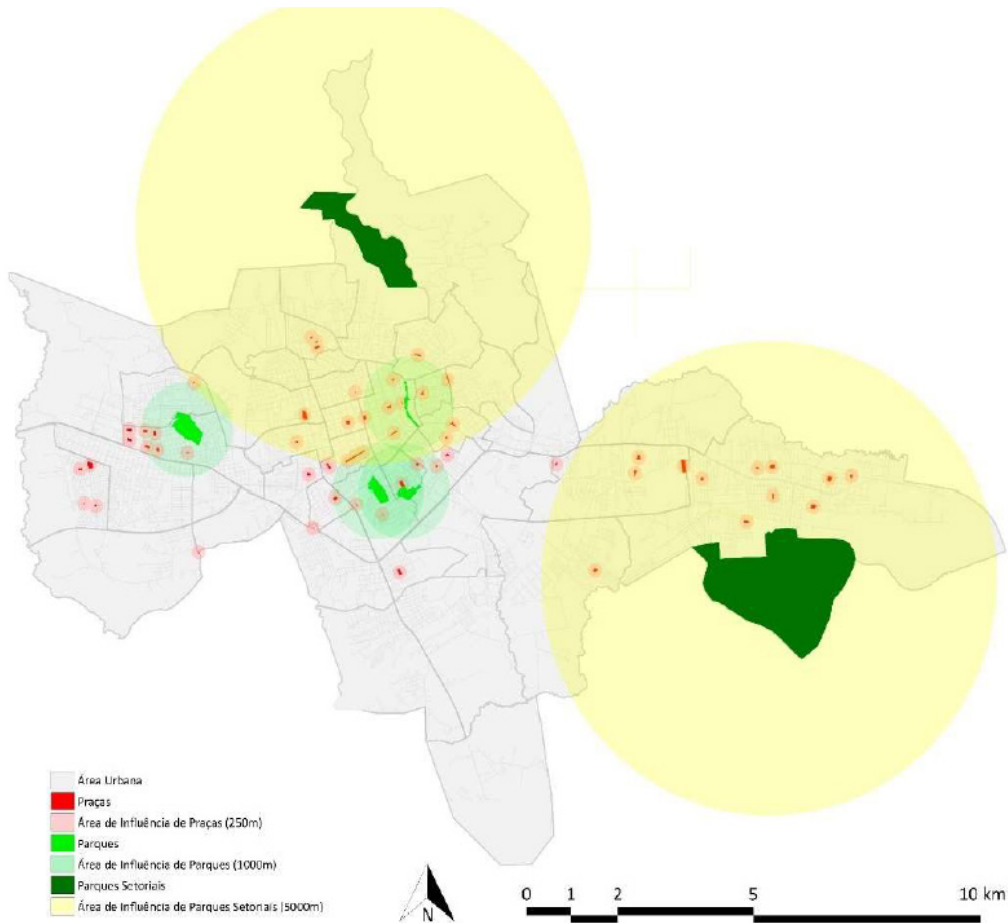 Área Urbana
Praças
Área de Influência de Praças (250m)
Parques
Área de Influência de Parques (1000m)
Parques Setoriais
Área de Influência de Parques Setoriais (5000m)
N
0 1 2 5 10 km